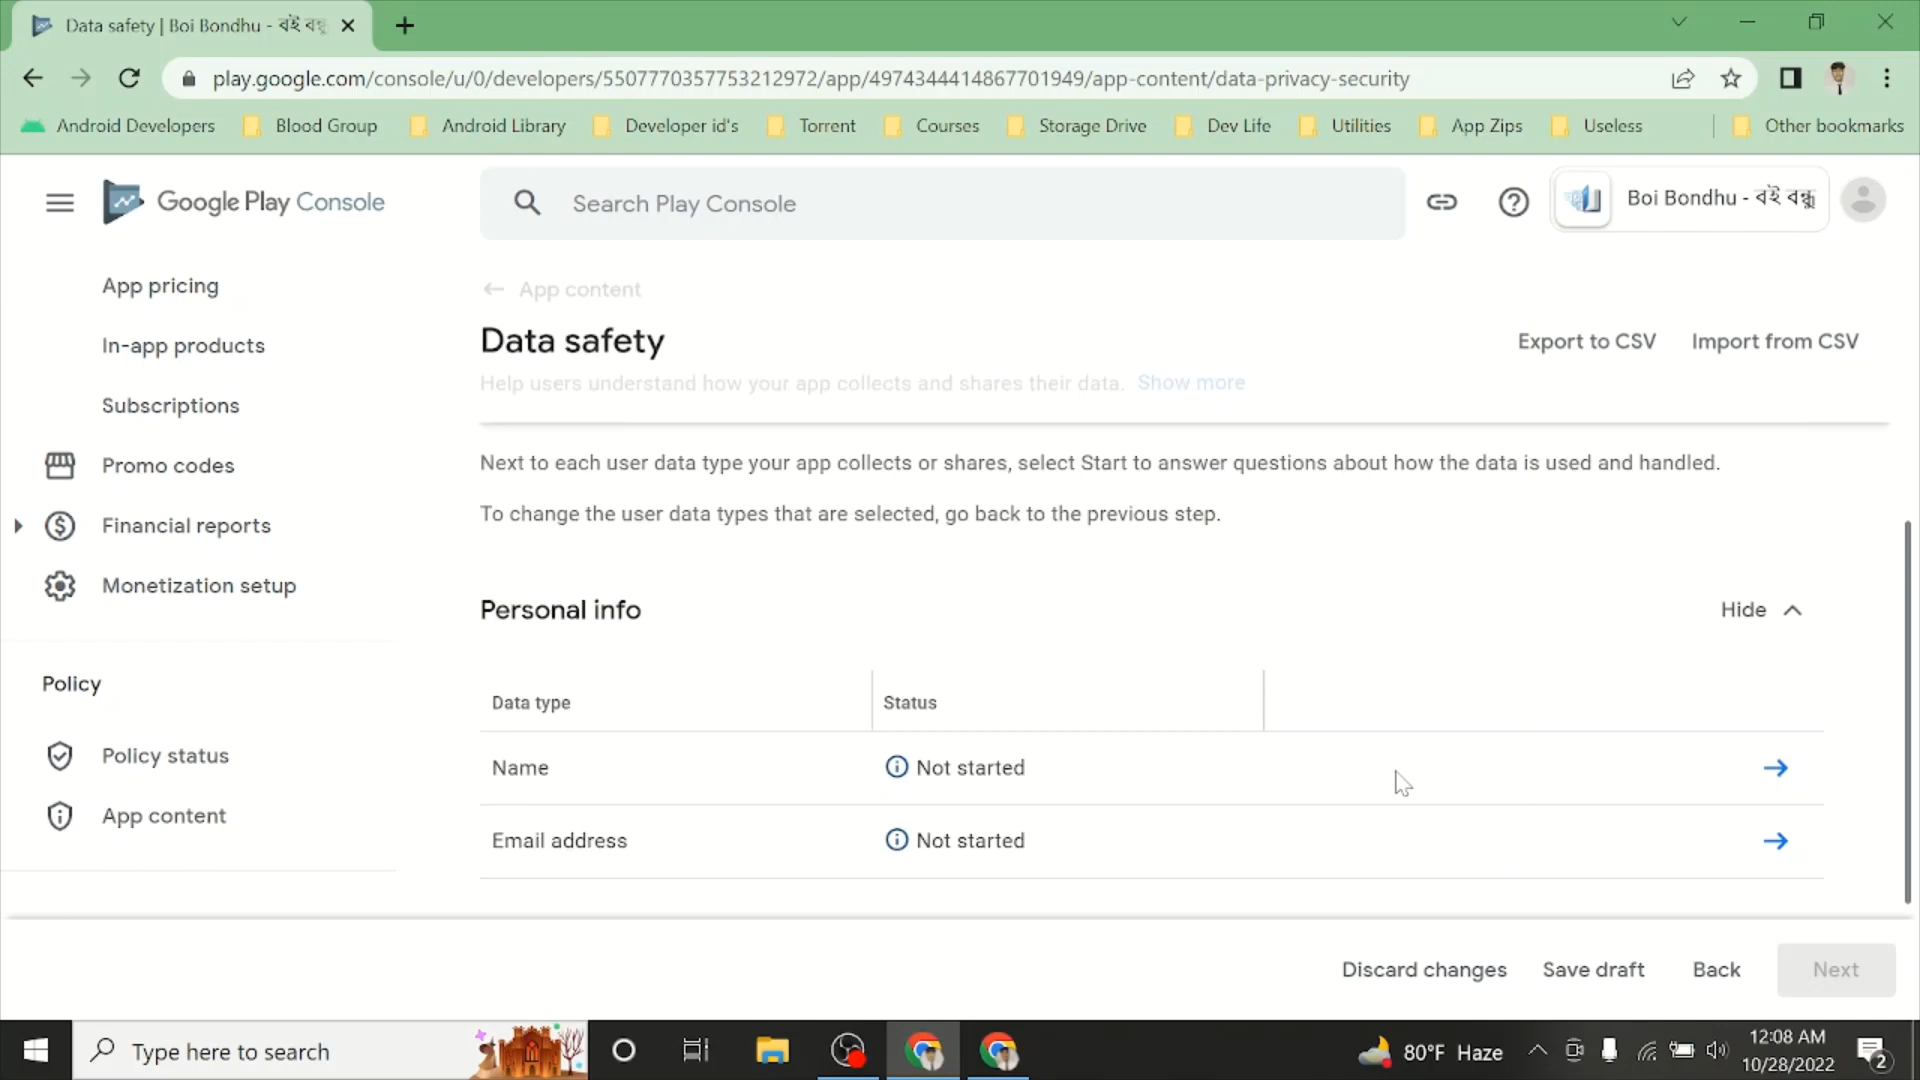 Data safety | Boi Bondhu - বই বন্ধু
play.google.com/console/u/0/developers/5507770357753212972/app/4974344414867701949/app-content/data-privacy-security
Android Developers
Blood Group
Android Library
Developer id's
Torrent
Courses
Storage Drive
Dev Life
Utilities
App Zips
Useless
Other bookmarks
Google Play Console
Search Play Console
Boi Bondhu - বই বন্ধু
App pricing
In-app products
Subscriptions
Promo codes
Financial reports
Monetization setup
Policy
Policy status
App content
App content
Data safety
Export to CSV
Import from CSV
Help users understand how your app collects and shares their data. Show more
Next to each user data type your app collects or shares, select Start to answer questions about how the data is used and handled.
To change the user data types that are selected, go back to the previous step.
Personal info
Hide
Data type
Status
Name
Not started
Email address
Not started
Discard changes
Save draft
Back
Next
Type here to search
80°F Haze
12:08 AM
10/28/2022
2